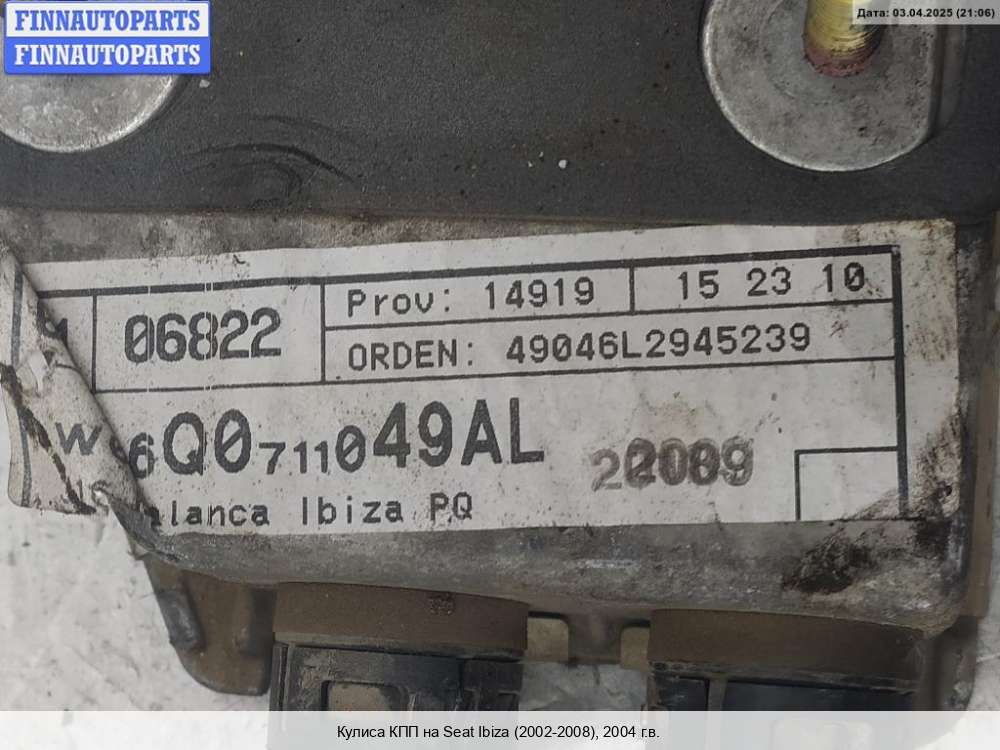 FINNAUTOPARTS
FINNAUTOPARTS
Дата: 03.04.2025 (21:06)
06822
Prov: 14919
15 23 10
ORDEN: 49046L2945239
W
6Q0711049AL
lanca Ibiza PQ
Кулиса КПП на Seat Ibiza (2002-2008), 2004 г.в.